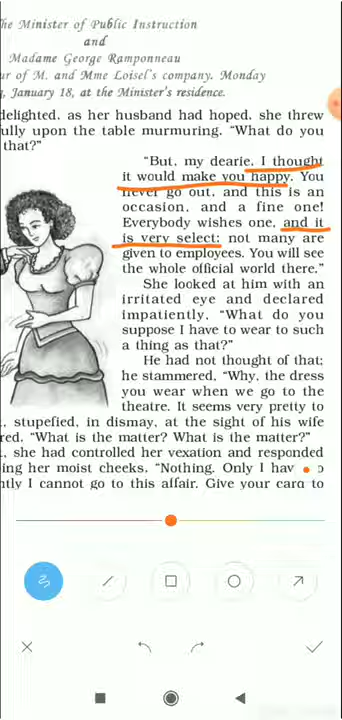 he Minister of Public Instruction
and
Madame George Ramponneau
ur of M. and Mme Loisel's company. Monday
, January 18, at the Minister's residence.
delighted, as her husband had hoped, she threw
fully upon the table murmuring, "What do you
that?"
"But, my dearie, I thought
it would make you happy. You
never go out, and this is an
occasion, and a fine one!
Everybody wishes one, and it
is very select; not many are
given to employees. You will see
the whole official world there."
She looked at him with an
irritated eye and declared
impatiently, "What do you
suppose I have to wear to such
a thing as that?"
He had not thought of that;
he stammered, "Why, the dress
you wear when we go to the
theatre. It seems very pretty to
, stupefied, in dismay, at the sight of his wife
red. "What is the matter? What is the matter?"
, she had controlled her vexation and responded
ing her moist cheeks. "Nothing. Only I hav
ntly I cannot go to this affair. Give your card to